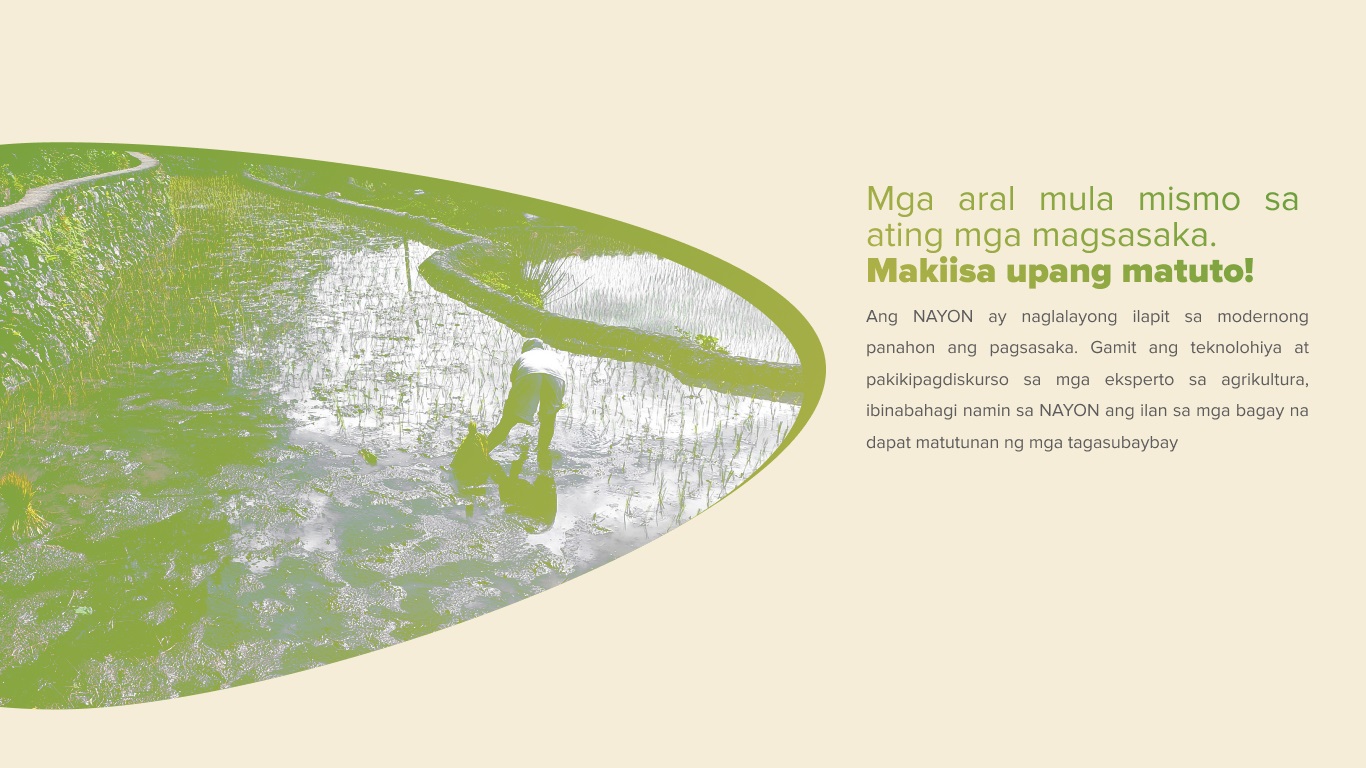 Mga aral mula mismo sa
ating mga magsasaka.
Makiisa upang matuto!
Ang NAYON ay naglalayong ilapit sa modernong
panahon ang pagsasaka. Gamit ang teknolohiya at
pakikipagdiskurso sa mga eksperto sa agrikultura,
ibinabahagi namin sa NAYON ang ilan sa mga bagay na
dapat matutunan ng mga tagasubaybay